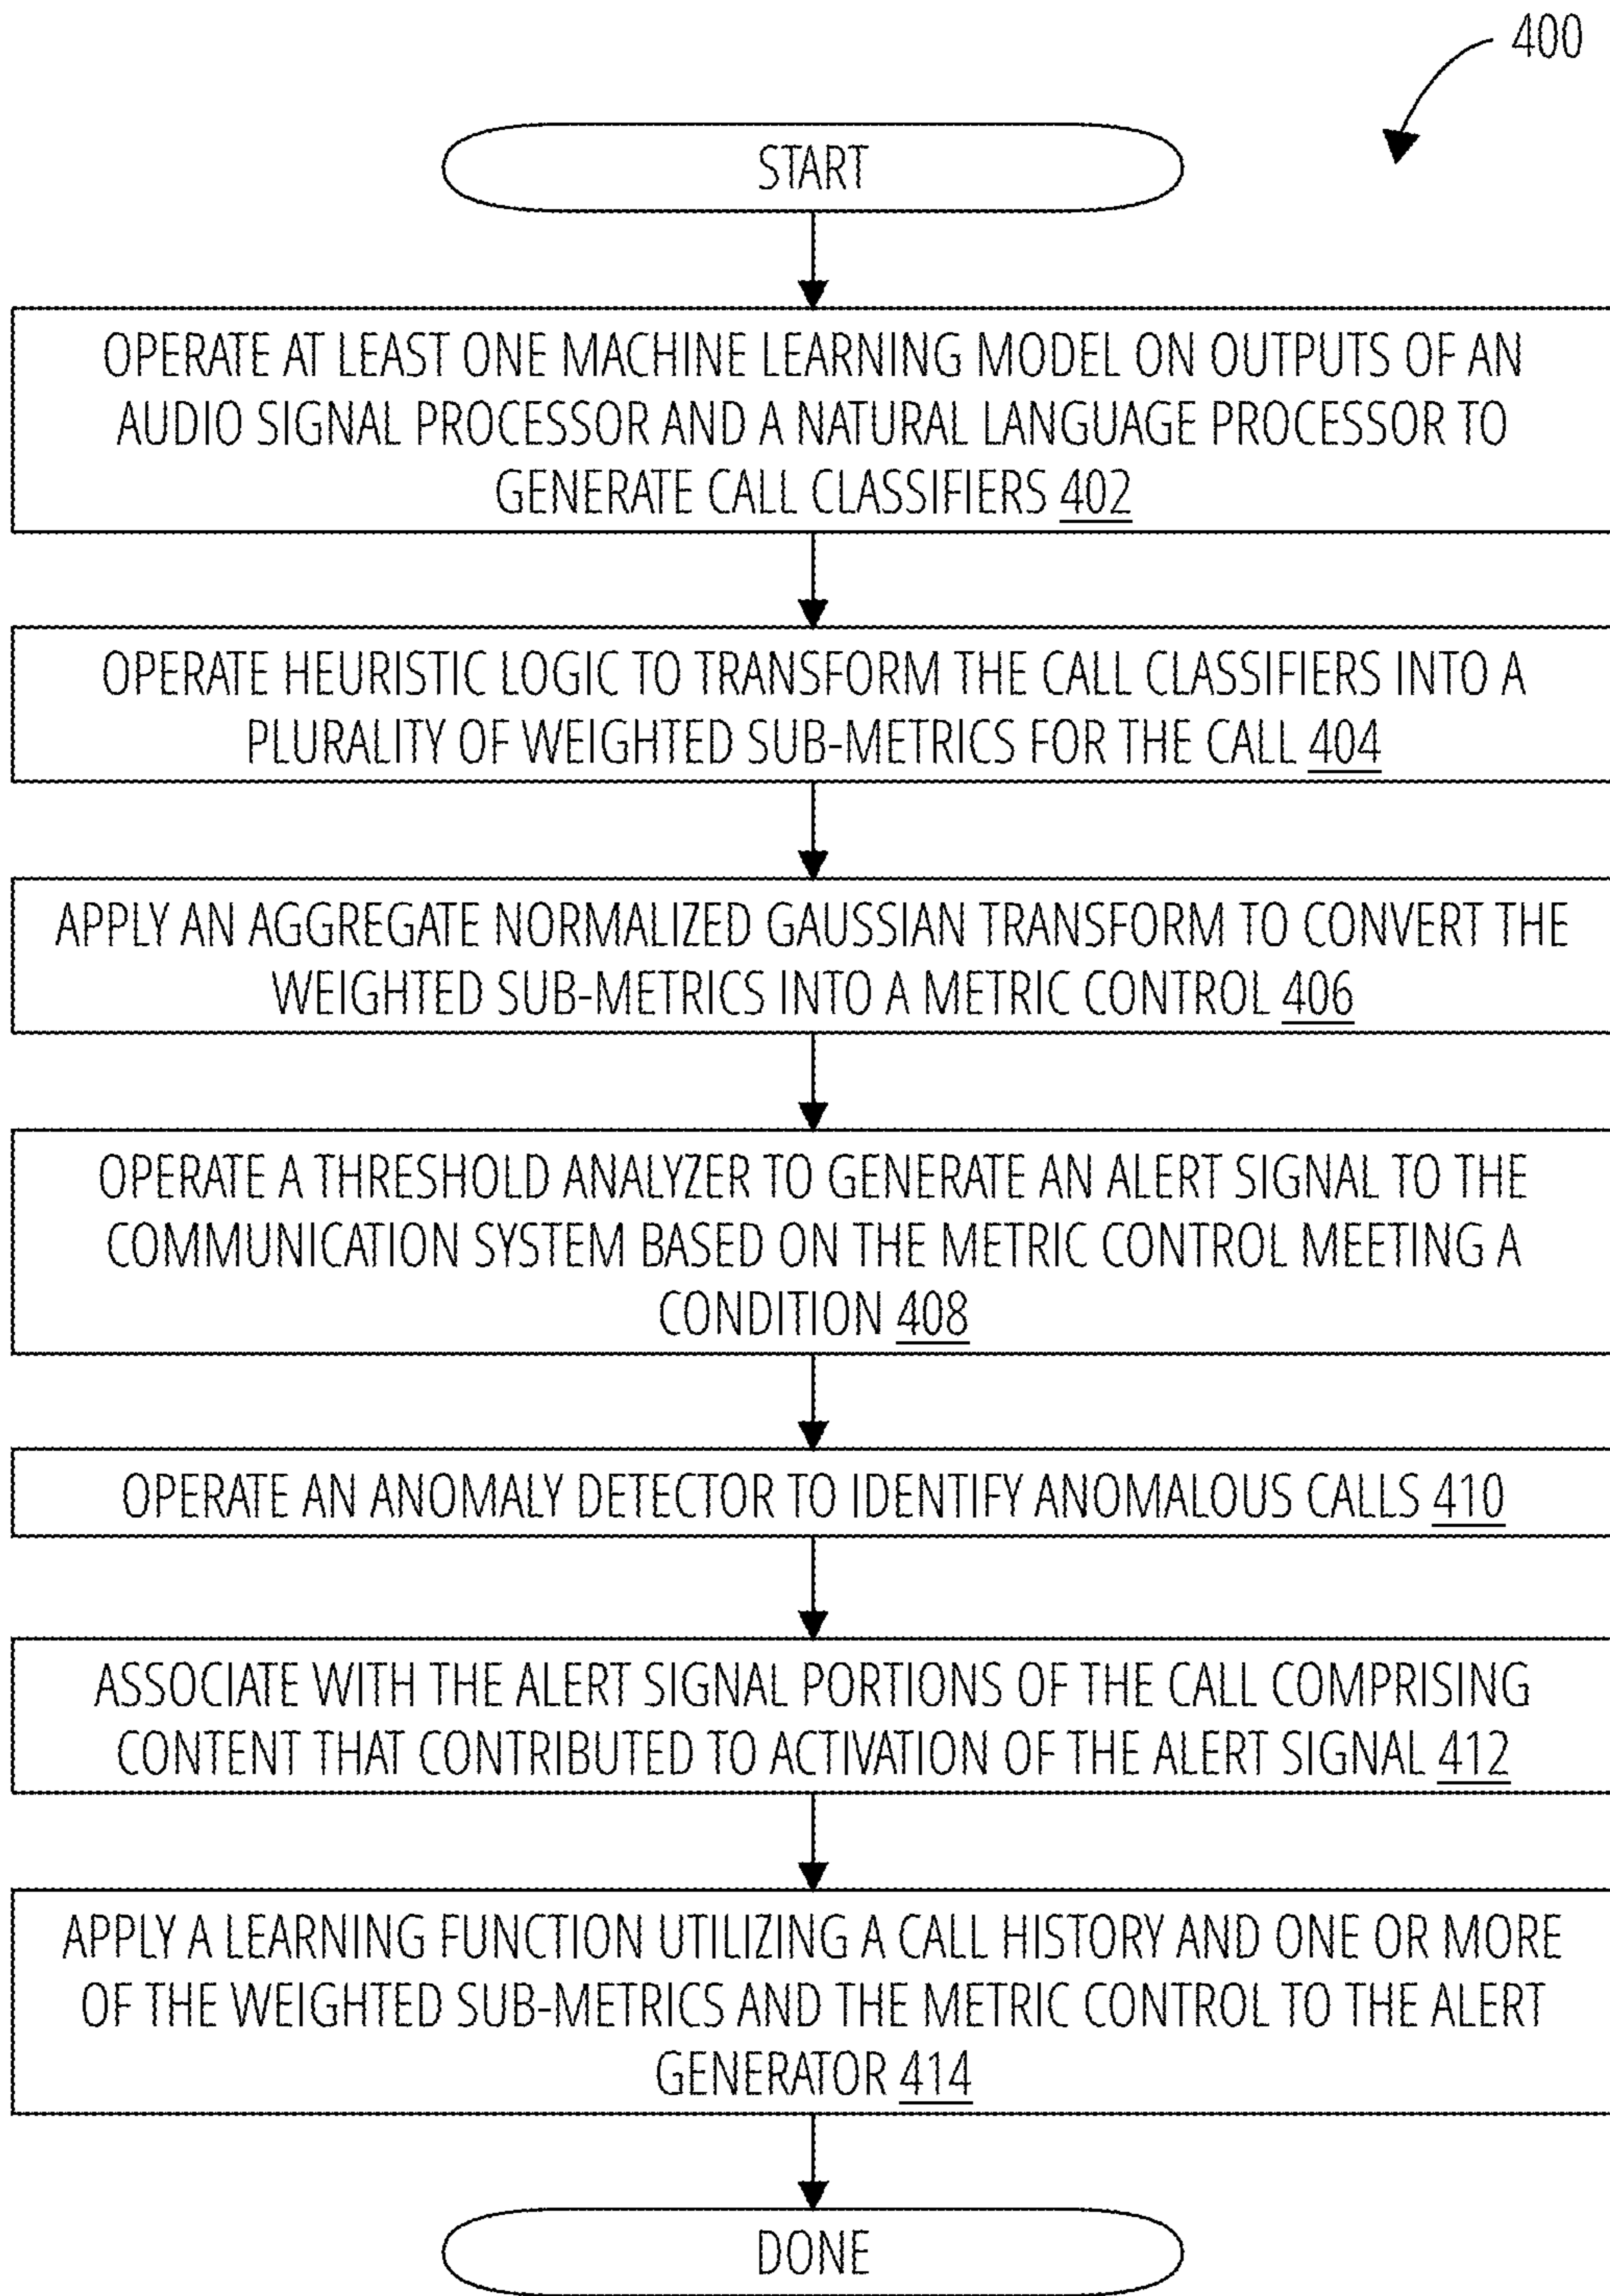 400
START
OPERATE AT LEAST ONE MACHINE LEARNING MODEL ON OUTPUTS OF AN
AUDIO SIGNAL PROCESSOR AND A NATURAL LANGUAGE PROCESSOR TO
GENERATE CALL CLASSIFIERS 402
OPERATE HEURISTIC LOGIC TO TRANSFORM THE CALL CLASSIFIERS INTO A
PLURALITY OF WEIGHTED SUB-METRICS FOR THE CALL 404
APPLY AN AGGREGATE NORMALIZED GAUSSIAN TRANSFORM TO CONVERT THE
WEIGHTED SUB-METRICS INTO A METRIC CONTROL 406
OPERATE A THRESHOLD ANALYZER TO GENERATE AN ALERT SIGNAL TO THE
COMMUNICATION SYSTEM BASED ON THE METRIC CONTROL MEETING A
CONDITION 408
OPERATE AN ANOMALY DETECTOR TO IDENTIFY ANOMALOUS CALLS 410
ASSOCIATE WITH THE ALERT SIGNAL PORTIONS OF THE CALL COMPRISING
CONTENT THAT CONTRIBUTED TO ACTIVATION OF THE ALERT SIGNAL 412
APPLY A LEARNING FUNCTION UTILIZING A CALL HISTORY AND ONE OR MORE
OF THE WEIGHTED SUB-METRICS AND THE METRIC CONTROL TO THE ALERT
GENERATOR 414
DONE